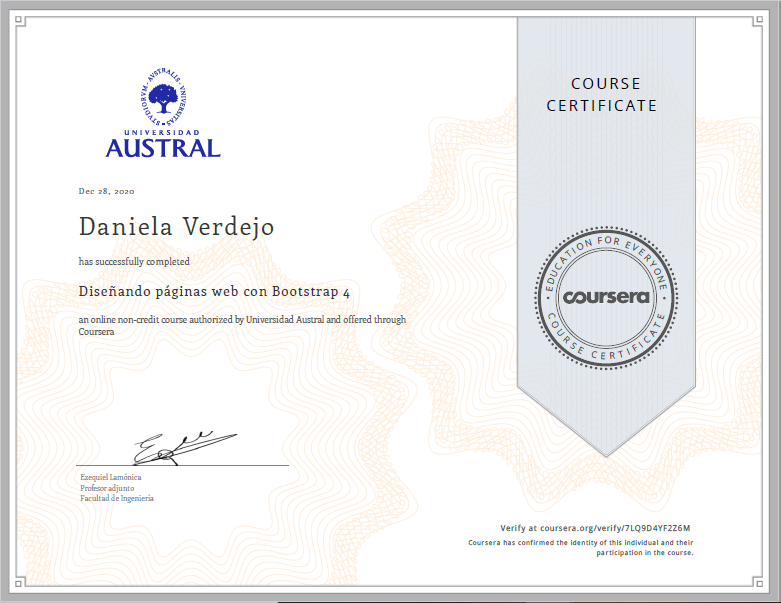 STVDIORVM · AVSTRALIS · VNIVERSITAS
UNIVERSIDAD
AUSTRAL
COURSE
CERTIFICATE
Dec 28, 2020
Daniela Verdejo
has successfully completed
Diseñando páginas web con Bootstrap 4
an online non-credit course authorized by Universidad Austral and offered through
Coursera
EDUCATION FOR EVERYONE
coursera
COURSE CERTIFICATE
Ezequiel Lamónica
Profesor adjunto
Facultad de Ingeniería
Verify at coursera.org/verify/7LQ9D4YF2Z6M
Coursera has confirmed the identity of this individual and their
participation in the course.